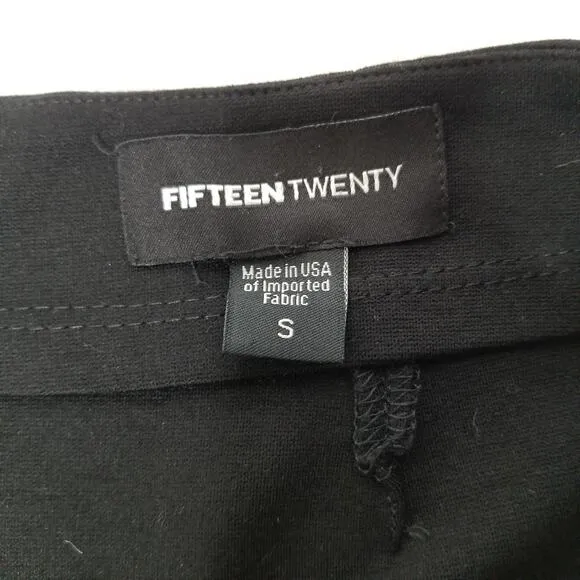 FIFTEEN TWENTY
Made in USA
of Imported
Fabric
S